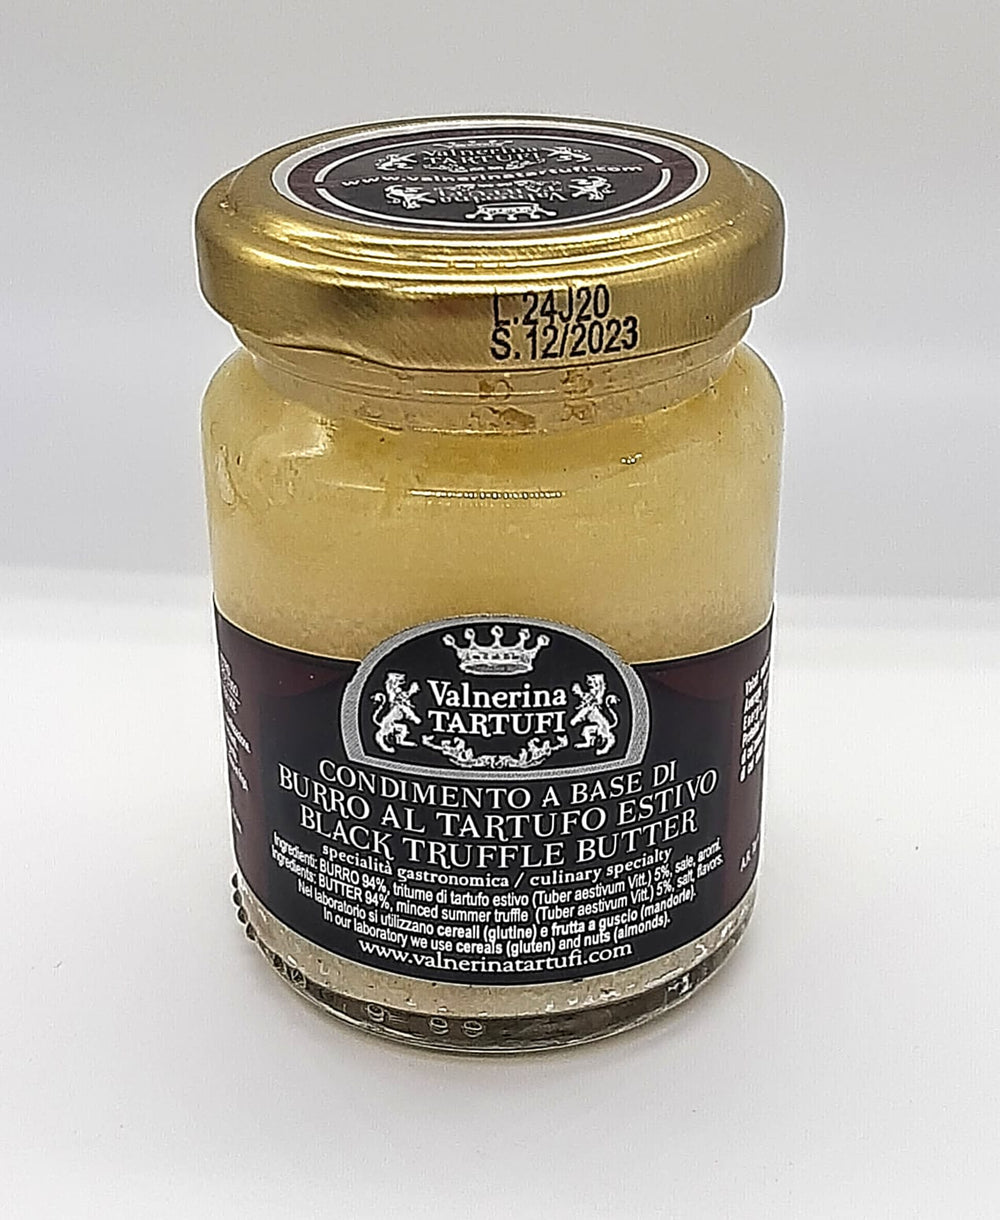 Valnerina
TARTUFI
www.valnerinatartufi.com
Valnerina
L.24J20
S.12/2023
Valnerina
TARTUFI
CONDIMENTO A BASE DI
BURRO AL TARTUFO ESTIVO
BLACK TRUFFLE BUTTER
specialità gastronomica / culinary specialty
Ingredienti: BURRO 94%, tritume di tartufo estivo (Tuber aestivum Vitt.) 5%, sale, aromi.
Ingredients: BUTTER 94%, minced summer truffle (Tuber aestivum Vitt.) 5%, salt, flavors.
Nel laboratorio si utilizzano cereali (glutine) e frutta a guscio (mandorle).
In our laboratory we use cereals (gluten) and nuts (almonds).
www.valnerinatartufi.com